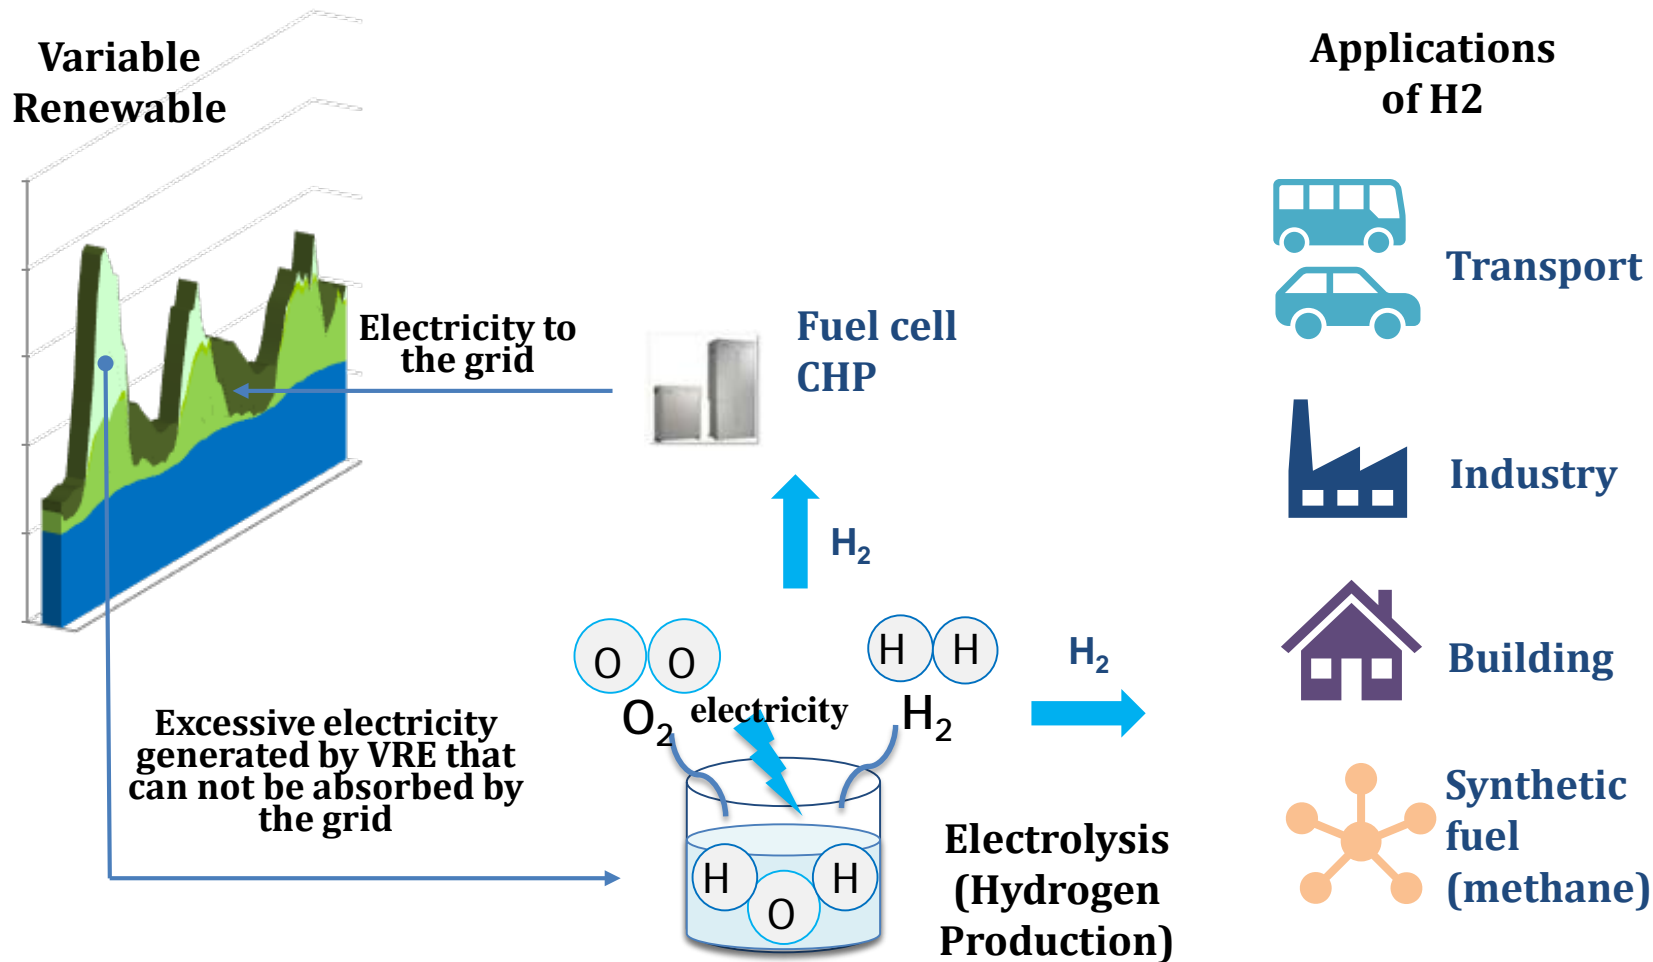 Variable
Renewable
Applications
of H2
Transport
Electricity to
the grid
Fuel cell
CHP
Industry
H₂
O O
H H
O₂
electricity
H₂
H₂
Building
Excessive electricity
generated by VRE that
can not be absorbed by
the grid
H H
O
Electrolysis
(Hydrogen
Production)
Synthetic
fuel
(methane)